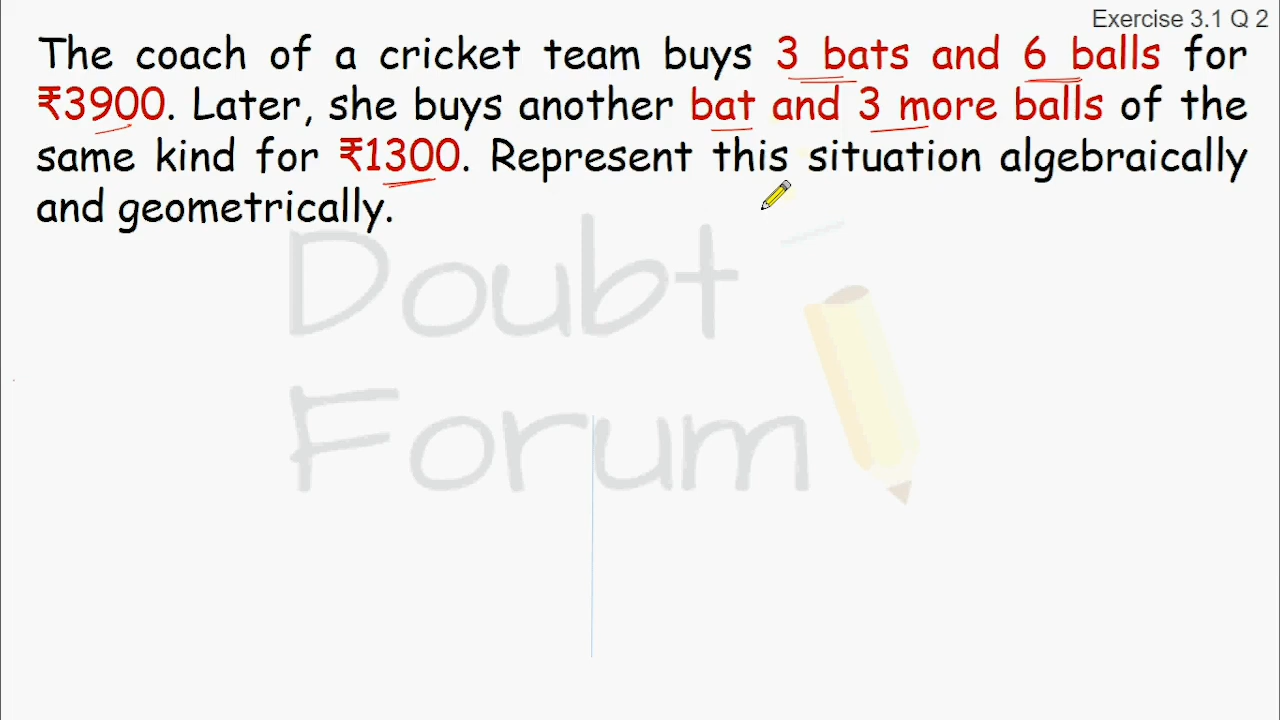 Exercise 3.1 Q 2
The coach of a cricket team buys 3 bats and 6 balls for
₹3900. Later, she buys another bat and 3 more balls of the
same kind for ₹1300. Represent this situation algebraically
and geometrically.
Doubt
Forum